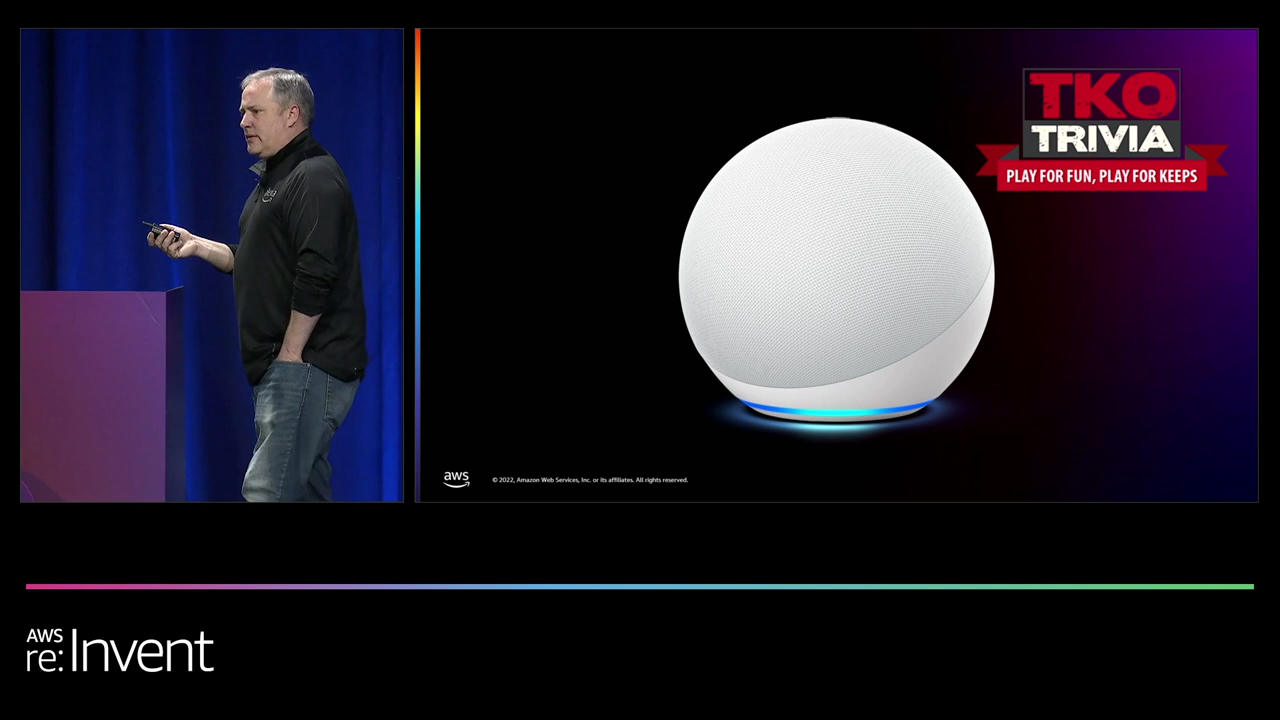 TKO
TRIVIA
PLAY FOR FUN, PLAY FOR KEEPS
aws
© 2022, Amazon Web Services, Inc. or its affiliates. All rights reserved.
AWS
re:Invent